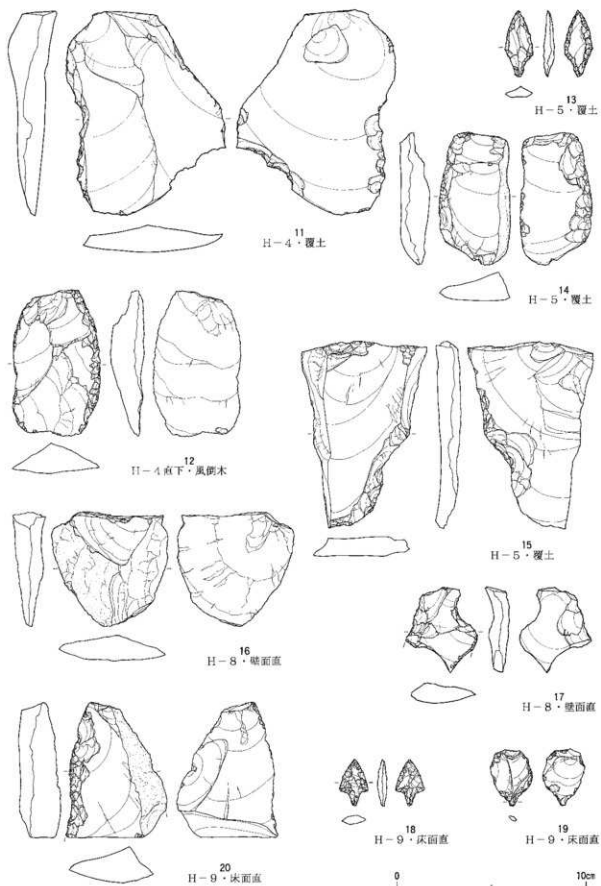 11
H－4・覆土
13
H－5・覆土
14
H－5・覆土
12
H－4直下・風倒木
15
H－5・覆土
16
H－8・壁面直
17
H－8・壁面直
18
H－9・床面直
19
H－9・床面直
20
H－9・床面直
0 10cm